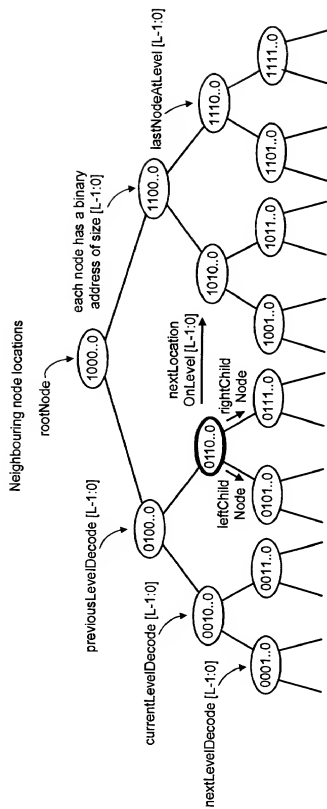 Neighbouring node locations
rootNode
1000..0
each node has a binary
address of size [L-1:0]
previousLevelDecode [L-1:0]
0100..0
1100..0
lastNodeAtLevel [L-1:0]
currentLevelDecode [L-1:0]
nextLocation
OnLevel [L-1:0]
0010..0
0110..0
1010..0
1110..0
leftChild
Node
rightChild
Node
nextLevelDecode [L-1:0]
0001..0
0011..0
0101..0
0111..0
1001..0
1011..0
1101..0
1111..0